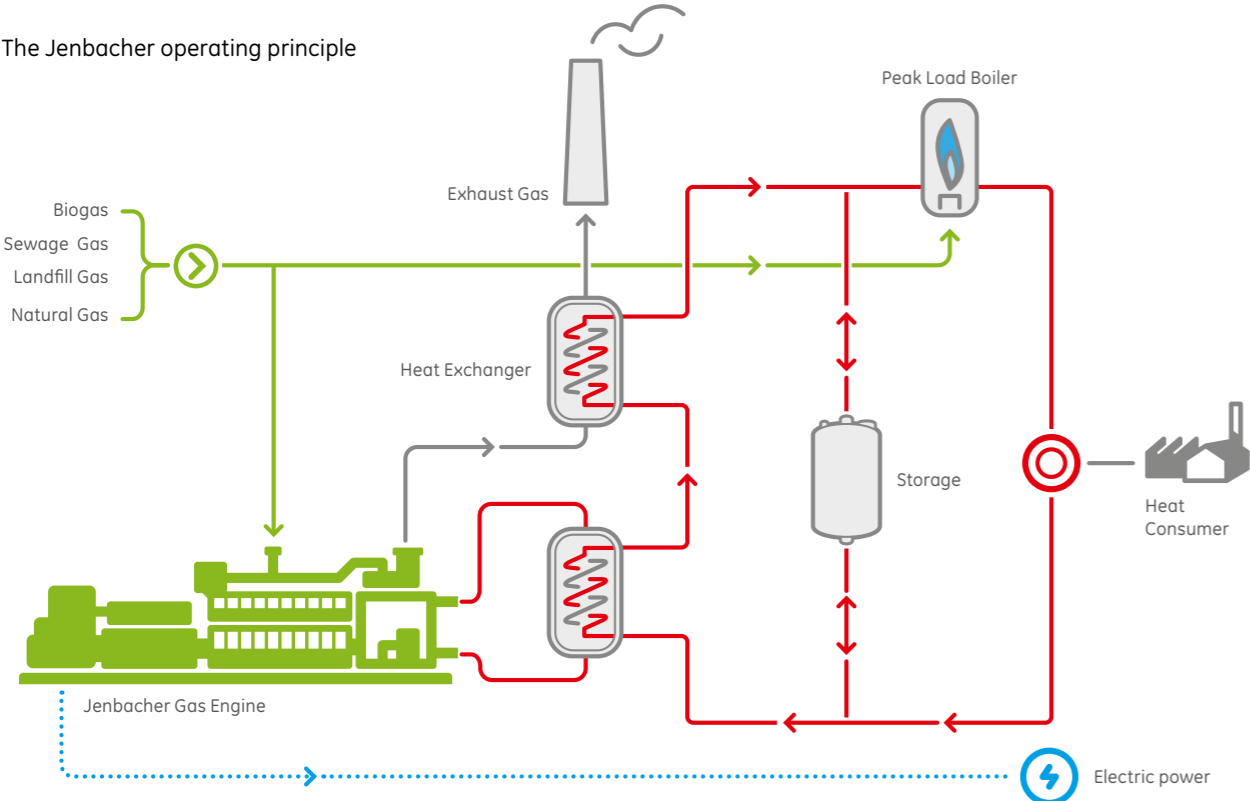 The Jenbacher operating principle
Peak Load Boiler
Exhaust Gas
Biogas
Sewage Gas
Landfill Gas
Natural Gas
Heat Exchanger
Storage
Heat
Consumer
Jenbacher Gas Engine
Electric power